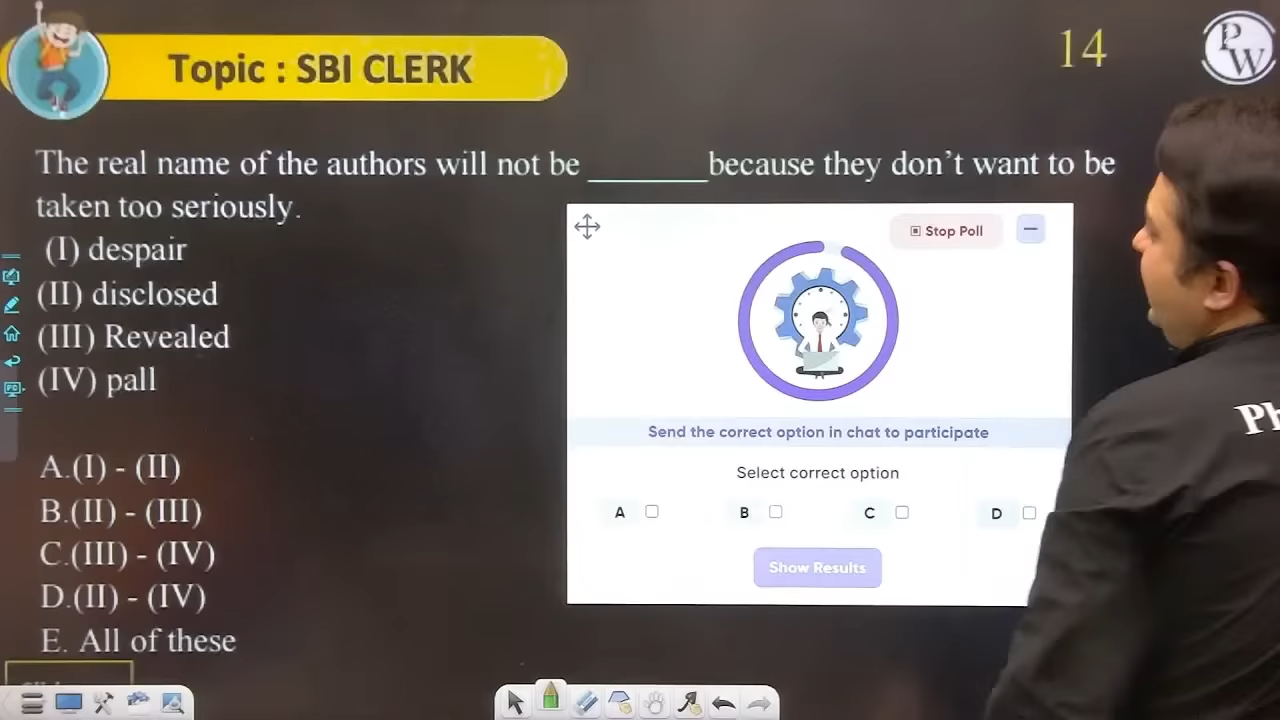 Topic : SBI CLERK
14
PW
The real name of the authors will not be _______ because they don't want to be
taken too seriously.
(I) despair
(II) disclosed
(III) Revealed
(IV) pall
A.(I) - (II)
B.(II) - (III)
C.(III) - (IV)
D.(II) - (IV)
E. All of these
Stop Poll
Send the correct option in chat to participate
Select correct option
A B C D
Show Results